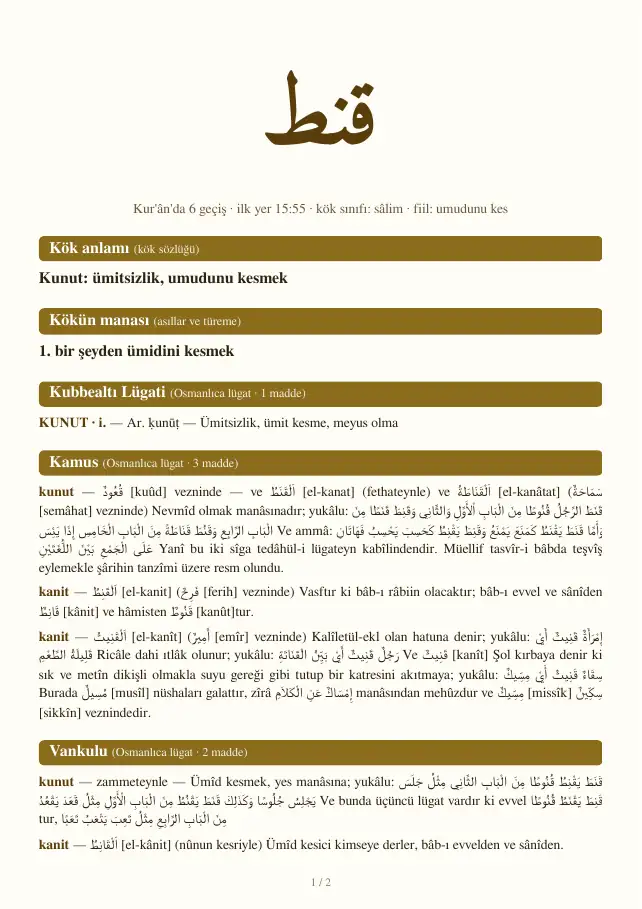 قنط
Kur'ân'da 6 geçiş · ilk yer 15:55 · kök sınıfı: sâlim · fiil: umudunu kes
Kök anlamı (kök sözlüğü)
Kunut: ümitsizlik, umudunu kesmek
Kökün manası (asıllar ve türeme)
1. bir şeyden ümidini kesmek
Kubbealtı Lügati (Osmanlıca lügat · 1 madde)
KUNUT · i. — Ar. ḳunūṭ — Ümitsizlik, ümit kesme, meyus olma
Kamus (Osmanlıca lügat · 3 madde)
kunut — قُعُودٌ [kuûd] vezninde — ve اَلْقَنَطُ [el-kanat] (fethateynle) ve اَلْقَنَاطَةُ [el-kanâtat] (سَمَاحَةٌ
[semâhat] vezninde) Nevmîd olmak manâsınadır; yukâlu: قَنَطَ الرَّجُلُ قُنُوطًا مِنَ الْبَابِ الْأَوَّلِ وَالثَّانِي وَقَنِطَ قَنَطًا مِنَ
الْبَابِ الرَّابِعِ وَقَنُطَ قَنَاطَةً مِنَ الْبَابِ الْخَامِسِ إِذَا يَئِسَ Ve ammâ: وَأَمَّا قَنَطَ يَقْنَطُ كَمَنَعَ يَمْنَعُ وَقَنِطَ يَقْنِطُ كَحَسِبَ يَحْسِبُ فَهَاتَانِ
عَلَى الْجَمْعِ بَيْنَ اللُّغَتَيْنِ Yanî bu iki sîga tedâhül-i lügateyn kabîlindendir. Müellif tasvîr-i bâbda teşvîş
eylemekle şârihin tanzîmi üzere resm olundu.
kanit — اَلْقَنِطُ [el-kanit] (فَرِحٌ [ferih] vezninde) Vasftır ki bâb-ı râbiin olacaktır; bâb-ı evvel ve sânîden
قَانِطٌ [kânit] ve hâmisten قَنُوطٌ [kanût]tur.
kanit — اَلْقَنِيتُ [el-kanît] (أَمِيرٌ [emîr] vezninde) Kalîletül-ekl olan hatuna denir; yukâlu: إِمْرَأَةٌ قَنِيتٌ أَيْ
قَلِيلَةُ الطَّعْمِ Ricâle dahi ıtlâk olunur; yukâlu: رَجُلٌ قَنِيتٌ أَيْ بَيِّنُ الْقَنَاتَةِ Ve قَنِيتٌ [kanît] Şol kırbaya denir ki
sık ve metîn dikişli olmakla suyu gereği gibi tutup bir katresini akıtmaya; yukâlu: سِقَاءٌ قَنِيتٌ أَيْ مِسِّيكٌ
Burada مُسِيلٌ [musîl] nüshaları galattır, zîrâ إِمْسَاكٌ عَنِ الْكَلَامِ manâsından mehûzdur ve مِسِّيكٌ [missîk] سِكِّينٌ
[sikkîn] veznindedir.
Vankulu (Osmanlıca lügat · 2 madde)
kunut — zammeteynle — Ümîd kesmek, yes manâsına; yukâlu: قَنَطَ يَقْنِطُ قُنُوطًا مِنَ الْبَابِ الثَّانِي مِثْلُ جَلَسَ
يَجْلِسُ جُلُوسًا وَكَذٰلِكَ قَنَطَ يَقْنُطُ مِنَ الْبَابِ الْأَوَّلِ مِثْلُ قَعَدَ يَقْعُدُ Ve bunda üçüncü lügat vardır ki evvel قَنِطَ يَقْنَطُ قُنُوطًا
tur, مِنَ الْبَابِ الرَّابِعِ مِثْلُ تَعِبَ يَتْعَبُ تَعَبًا
kanit — اَلْقَانِطُ [el-kânit] (nûnun kesriyle) Ümîd kesici kimseye derler, bâb-ı evvelden ve sânîden.
1 / 2